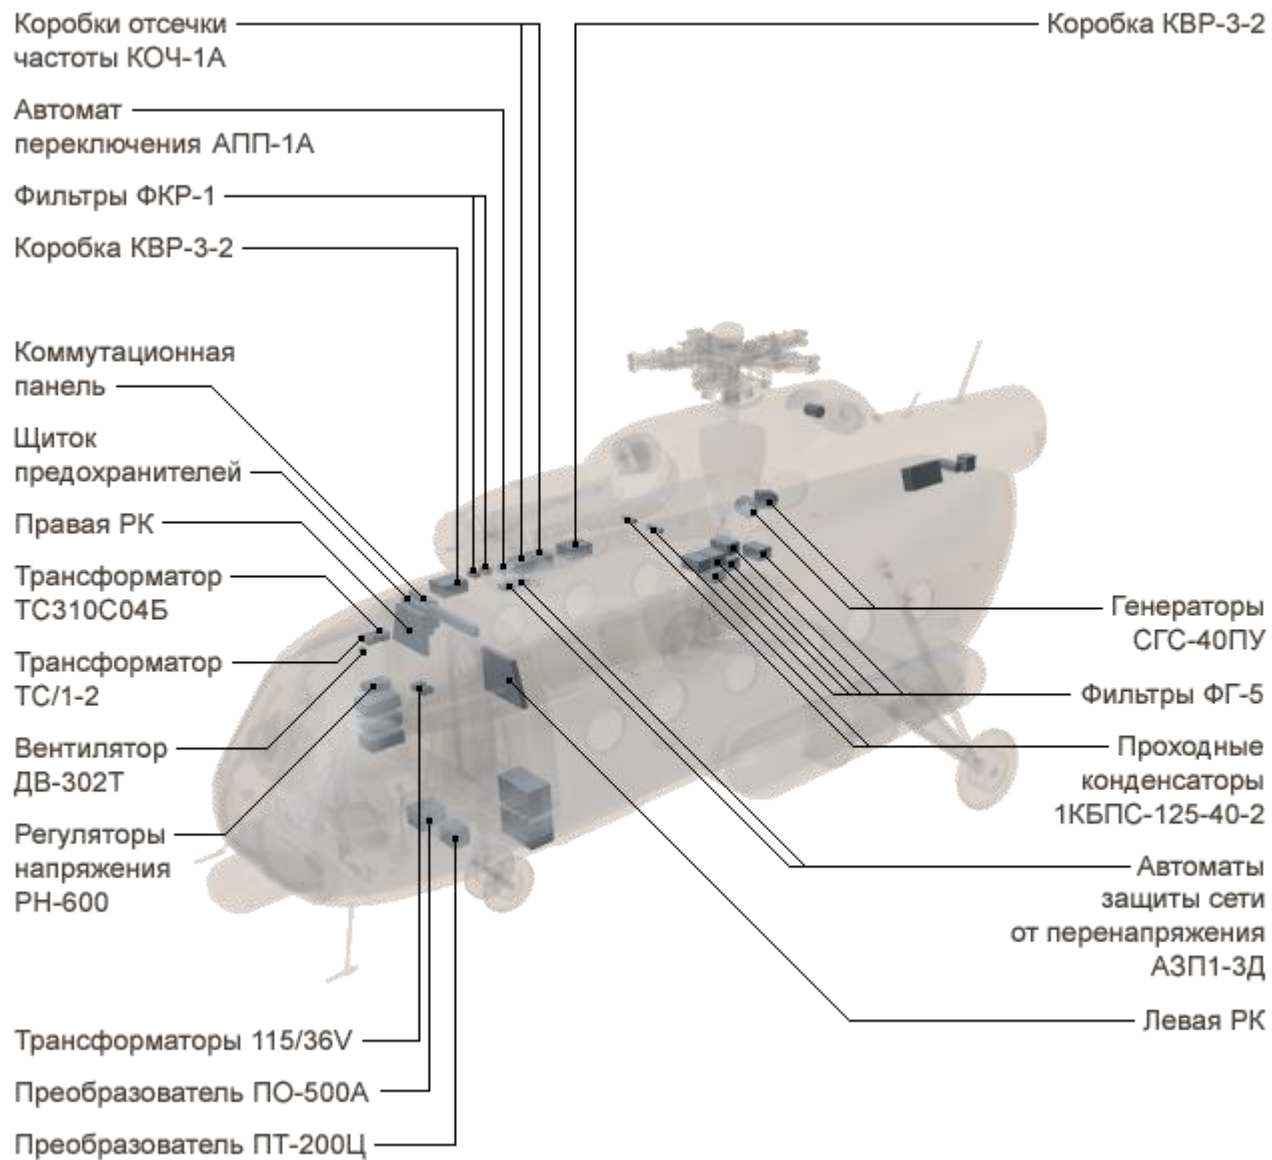 Коробки отсечки
частоты КОЧ-1А
Автомат
переключения АПП-1А
Фильтры ФКР-1
Коробка КВР-3-2
Коммутационная
панель
Щиток
предохранителей
Правая РК
Трансформатор
ТС310С04Б
Трансформатор
ТС/1-2
Вентилятор
ДВ-302Т
Регуляторы
напряжения
РН-600
Трансформаторы 115/36V
Преобразователь ПО-500А
Преобразователь ПТ-200Ц
Коробка КВР-3-2
Генераторы
СГС-40ПУ
Фильтры ФГ-5
Проходные
конденсаторы
1КБПС-125-40-2
Автоматы
защиты сети
от перенапряжения
АЗП1-3Д
Левая РК